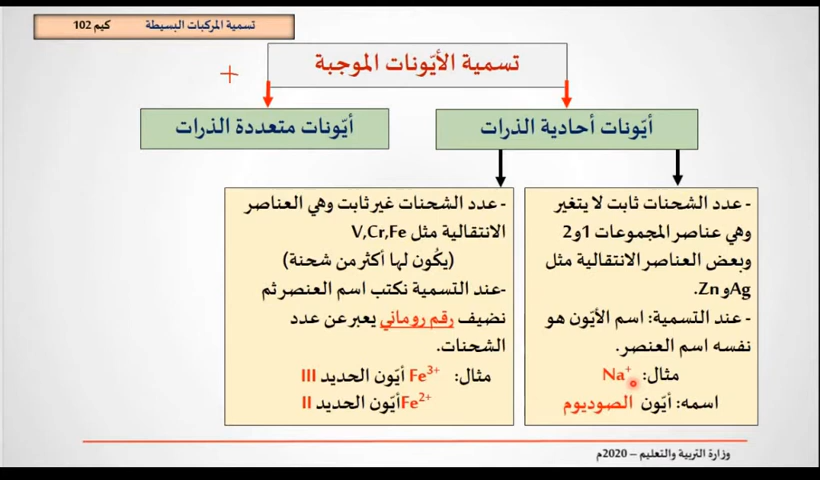 تسمية المركبات البسيطة كيم 102
تسمية الأيّونات الموجبة
+
أيّونات أحادية الذرات
أيّونات متعددة الذرات
- عدد الشحنات ثابت لا يتغير
وهي عناصر المجموعات 1و2
وبعض العناصر الانتقالية مثل
Agو Zn.
- عند التسمية: اسم الأيّون هو
نفسه اسم العنصر.
مثال: Na+
اسمه: أيّون الصوديوم
- عدد الشحنات غير ثابت وهي العناصر
الانتقالية مثل V,Cr,Fe
(يكُون لها أكثر من شحنة)
-عند التسمية نكتب اسم العنصر ثم
نضيف رقم روماني يعبر عن عدد
الشحنات.
مثال: Fe3+ أيّون الحديد III
Fe2+أيّون الحديد II
وزارة التربية والتعليم – 2020م